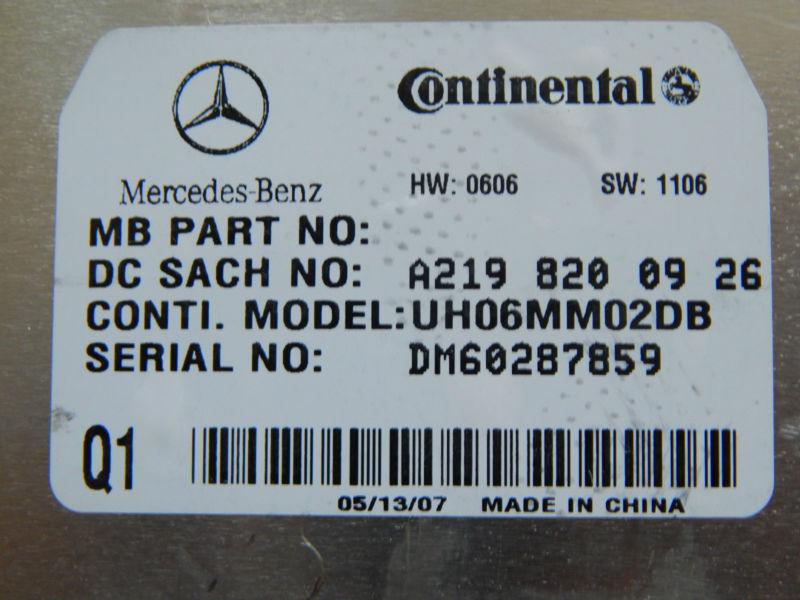 Continental
Mercedes-Benz HW: 0606 SW: 1106
MB PART NO:
DC SACH NO: A219 820 09 26
CONTI. MODEL: UH06MM02DB
SERIAL NO: DM60287859
Q1
05/13/07 MADE IN CHINA